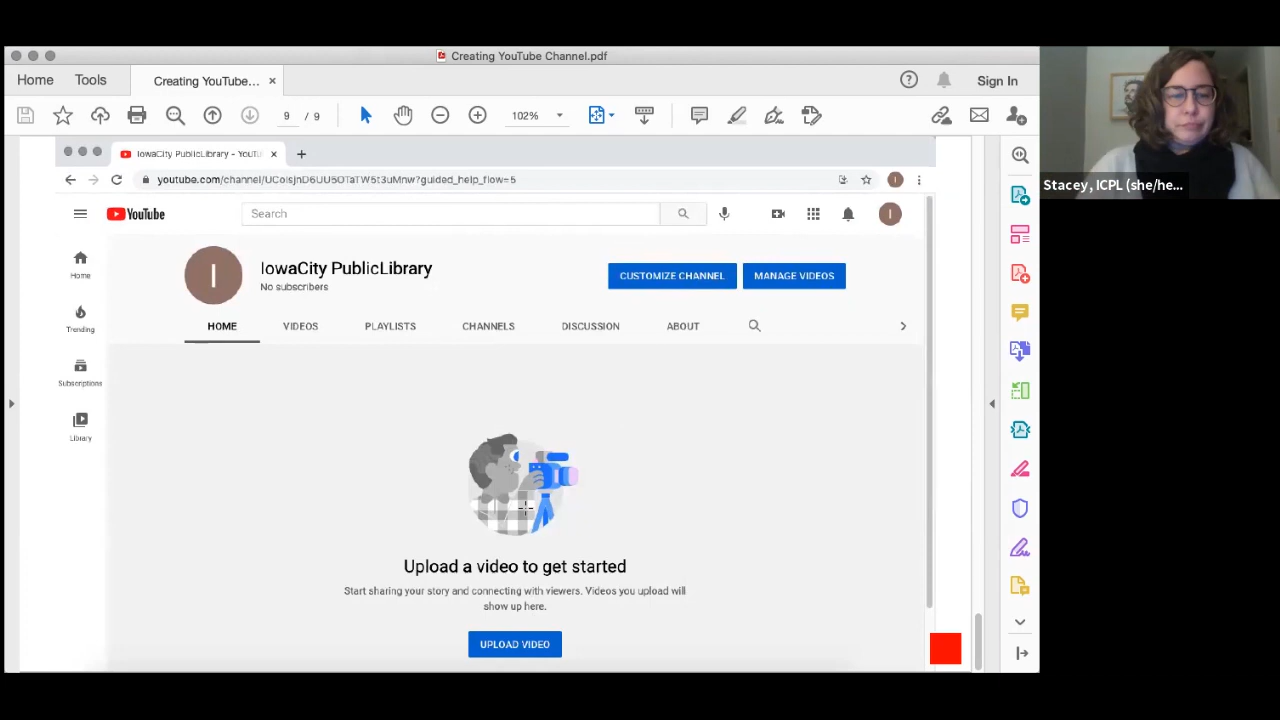 Creating YouTube Channel.pdf
Home Tools Creating YouTube... × Sign In
9 / 9 102%
IowaCity PublicLibrary - YouTu × +
youtube.com/channel/UCoIsjnD6UU5OTaTW5t3uMnw?guided_help_flow=5 I
YouTube Search I
Home
Trending
Subscriptions
Library
I
IowaCity PublicLibrary
No subscribers
CUSTOMIZE CHANNEL MANAGE VIDEOS
HOME VIDEOS PLAYLISTS CHANNELS DISCUSSION ABOUT
Upload a video to get started
Start sharing your story and connecting with viewers. Videos you upload will
show up here.
UPLOAD VIDEO
Stacey, ICPL (she/he...